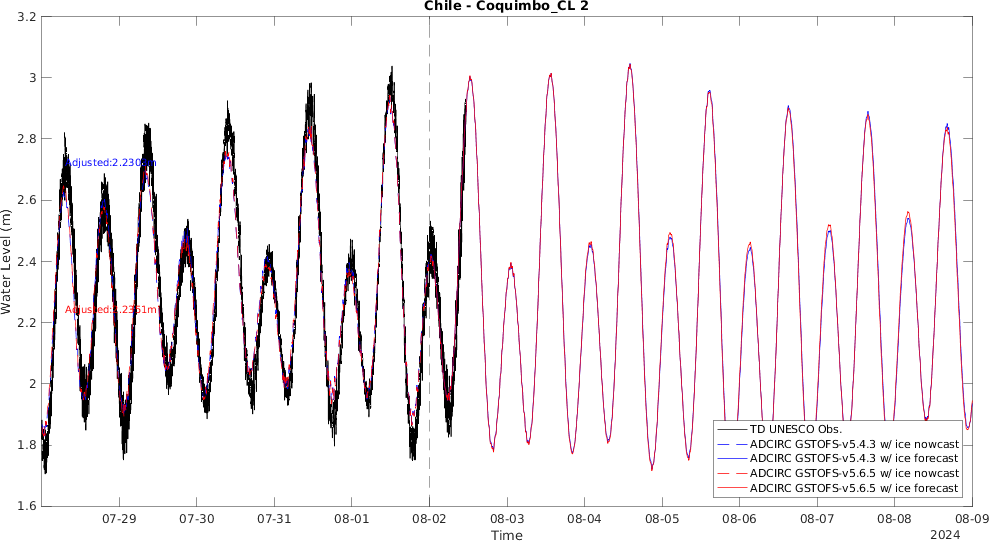 Chile - Coquimbo_CL 2
3.2
3
2.8
2.6
2.4
2.2
2
1.8
1.6
Water Level (m)
Adjusted:2.2361m
TD UNESCO Obs.
ADCIRC GSTOFS-v5.4.3 w/ ice nowcast
ADCIRC GSTOFS-v5.4.3 w/ ice forecast
ADCIRC GSTOFS-v5.6.5 w/ ice nowcast
ADCIRC GSTOFS-v5.6.5 w/ ice forecast
07-29 07-30 07-31 08-01 08-02 08-03 08-04 08-05 08-06 08-07 08-08 08-09
Time
2024